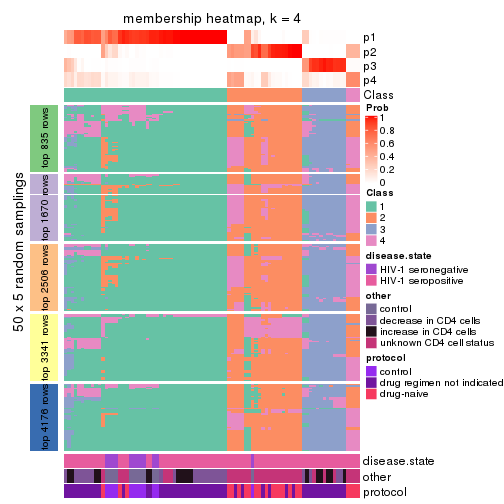 membership heatmap, k = 4
p1
p2
p3
p4
Class
50 x 5 random samplings
top 835 rows
top 1670 rows
top 2506 rows
top 3341 rows
top 4176 rows
Prob
1
0.8
0.6
0.4
0.2
0
Class
1
2
3
4
disease.state
HIV-1 seronegative
HIV-1 seropositive
other
control
decrease in CD4 cells
increase in CD4 cells
unknown CD4 cell status
protocol
control
drug regimen not indicated
drug-naive
disease.state
other
protocol